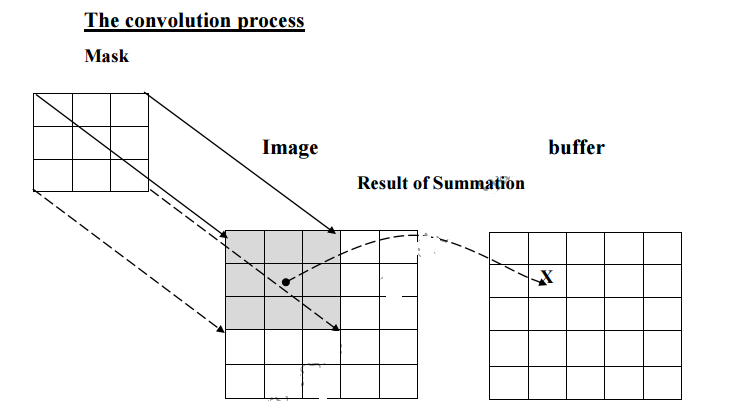 The convolution process
Mask
Image
buffer
Result of Summation
X